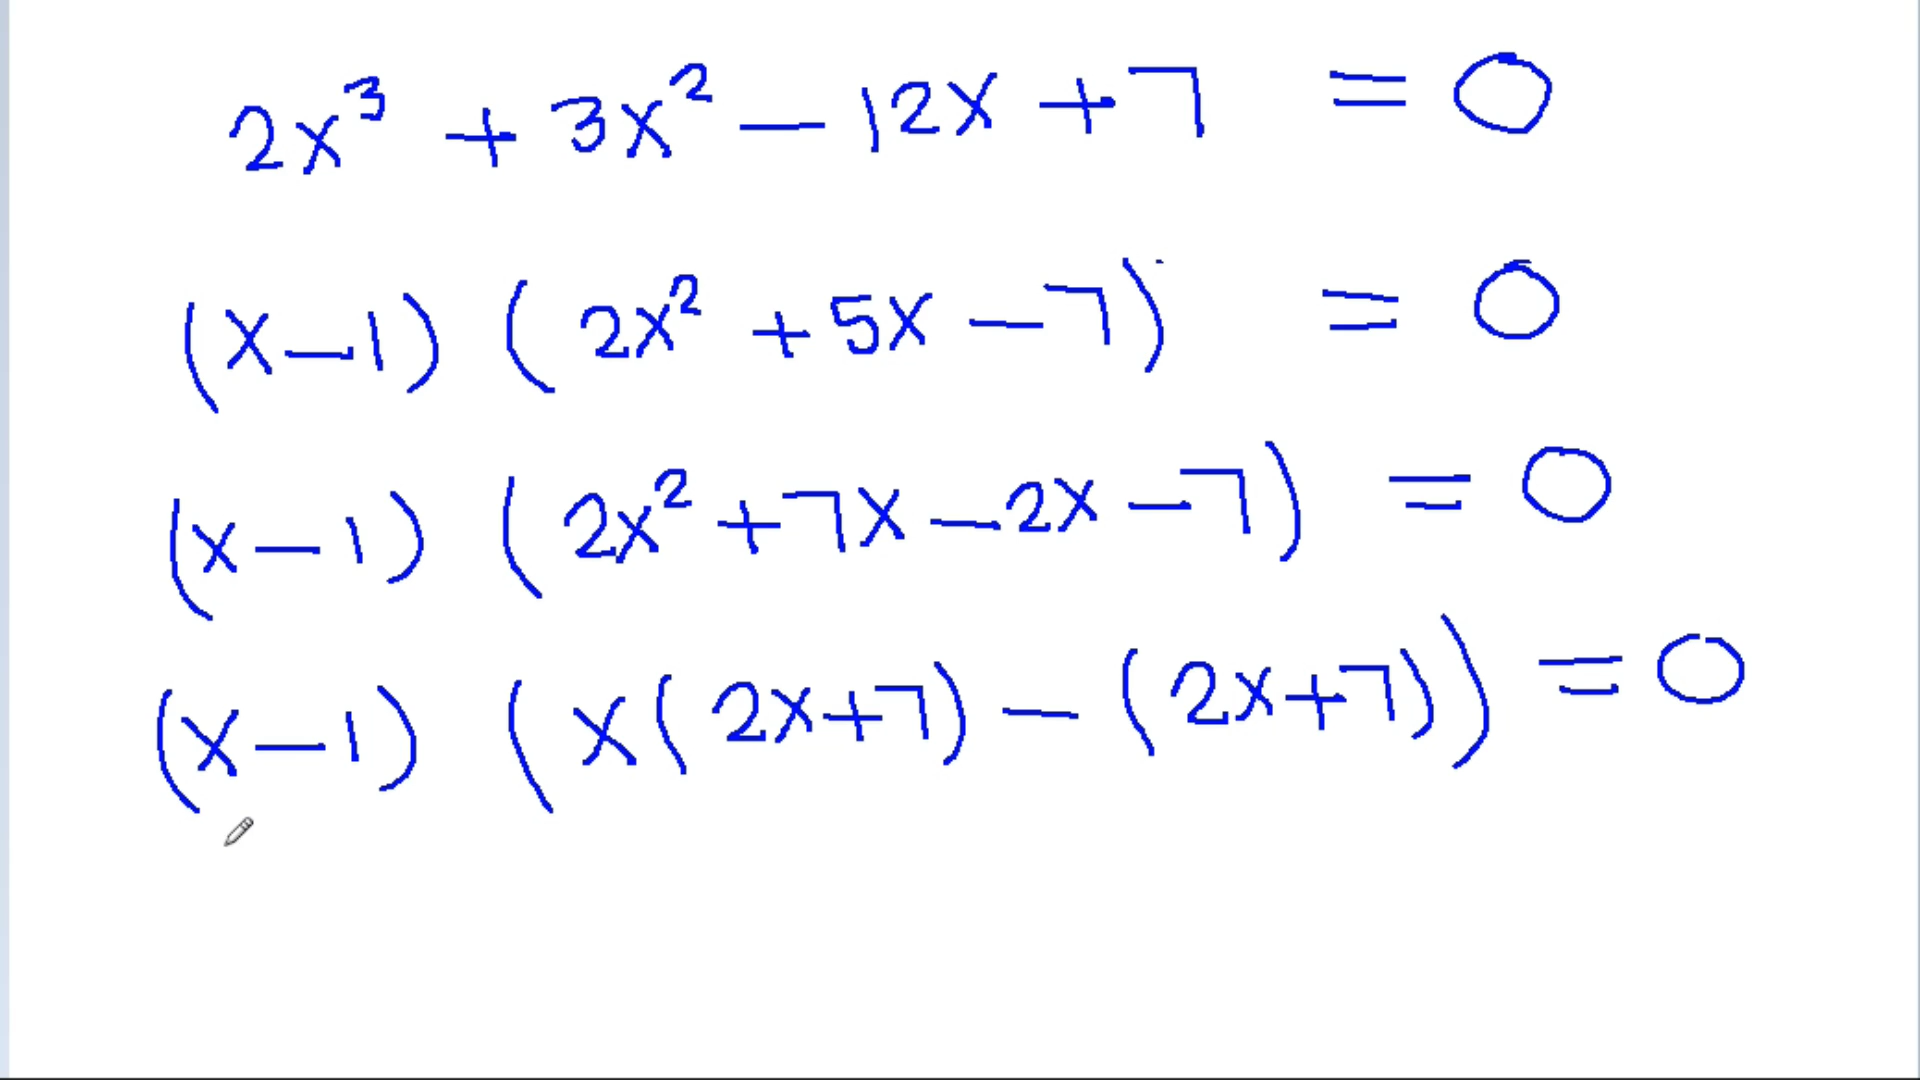 2x³ + 3x² - 12x + 7 = 0
(x-1) (2x² + 5x - 7) = 0
(x-1) (2x² + 7x - 2x - 7) = 0
(x-1) (x(2x+7) - (2x+7)) = 0